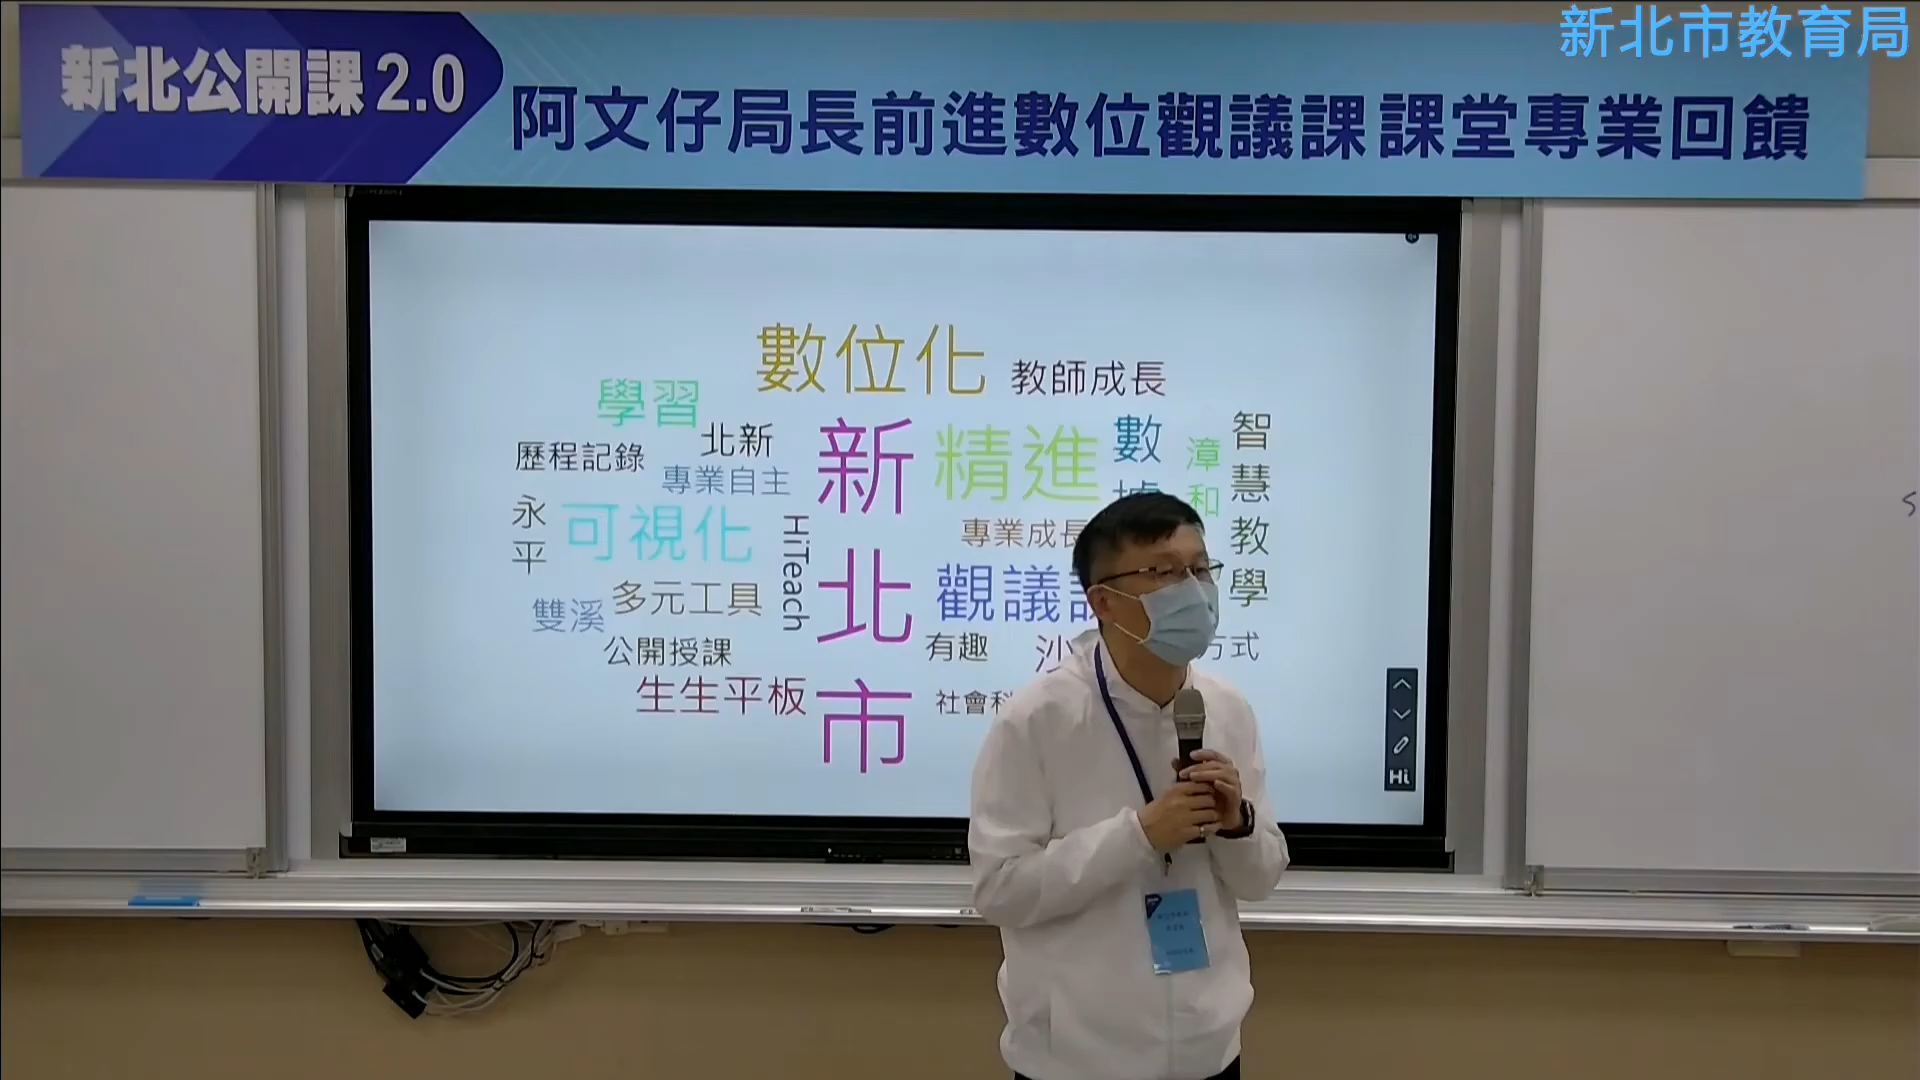 新北市教育局
新北公開課2.0
阿文仔局長前進數位觀議課 課堂專業回饋
數位化
教師成長
學習
北新
新北市
精進
數
漳和
智慧教學
歷程記錄
專業自主
永平
可視化
HiTeach
專業成長
觀議
雙溪
多元工具
公開授課
有趣
沙
方式
生生平板
社會
Hi